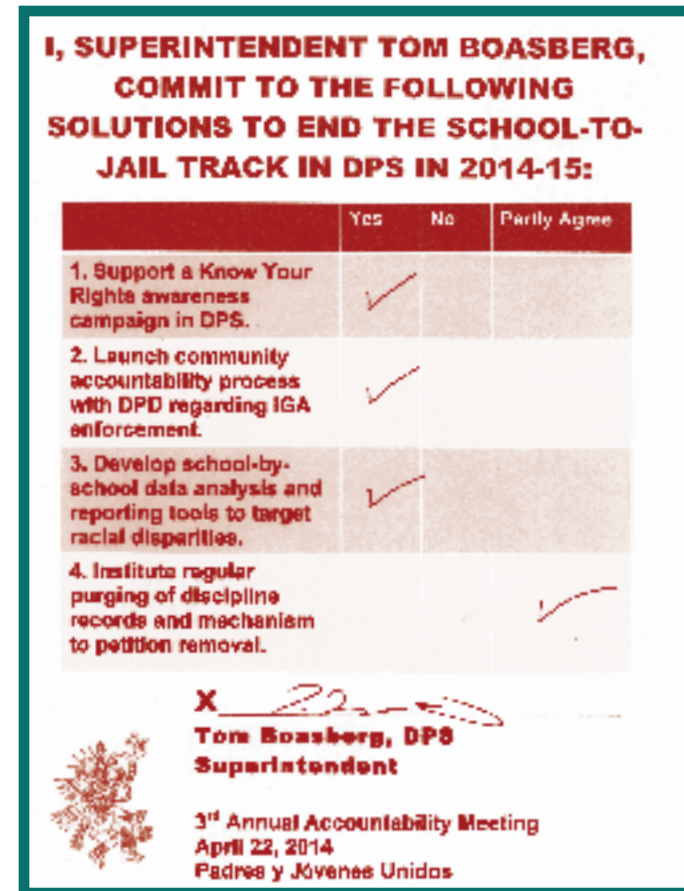 I, SUPERINTENDENT TOM BOASBERG,
COMMIT TO THE FOLLOWING
SOLUTIONS TO END THE SCHOOL-TO-
JAIL TRACK IN DPS IN 2014-15:
Yes No Partly Agree
1. Support a Know Your
Rights awareness
campaign in DPS.
2. Launch community
accountability process
with DPD regarding IGA
enforcement.
3. Develop school-by-
school data analysis and
reporting tools to target
racial disparities.
4. Institute regular
purging of discipline
records and mechanism
to petition removal.
X
Tom Boasberg, DPS
Superintendent
3rd Annual Accountability Meeting
April 22, 2014
Padres y Jóvenes Unidos